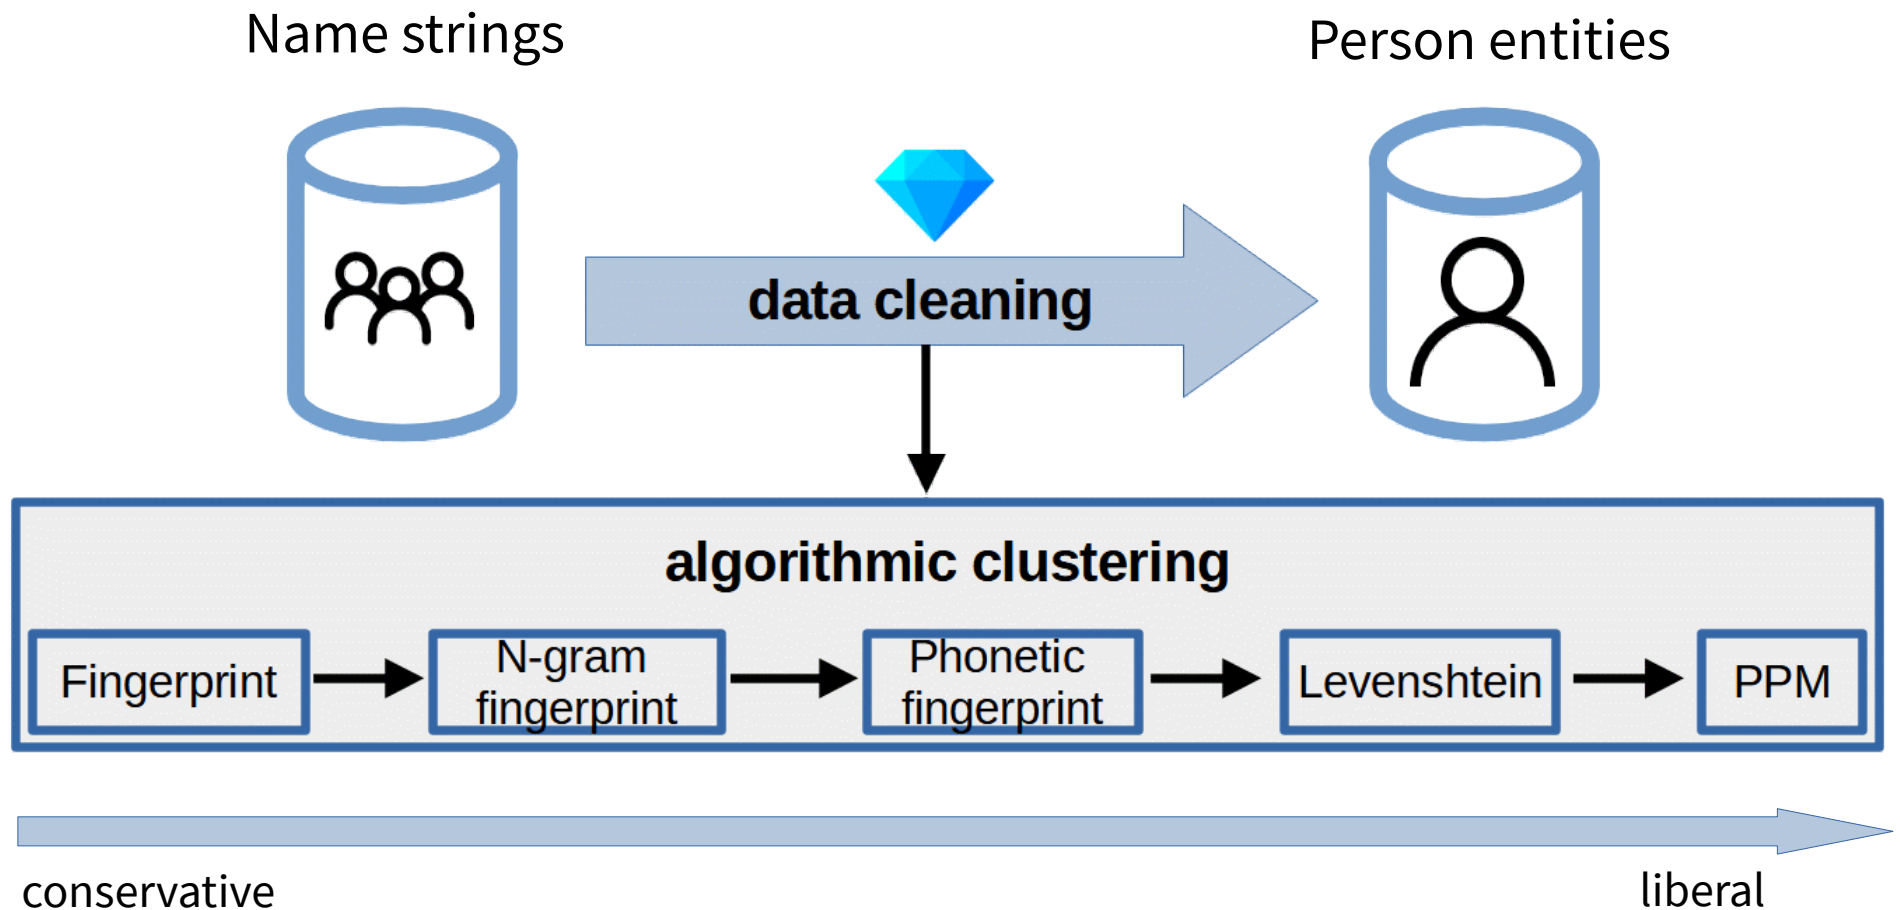 Name strings
Person entities
data cleaning
algorithmic clustering
Fingerprint
N-gram
fingerprint
Phonetic
fingerprint
Levenshtein
PPM
conservative
liberal